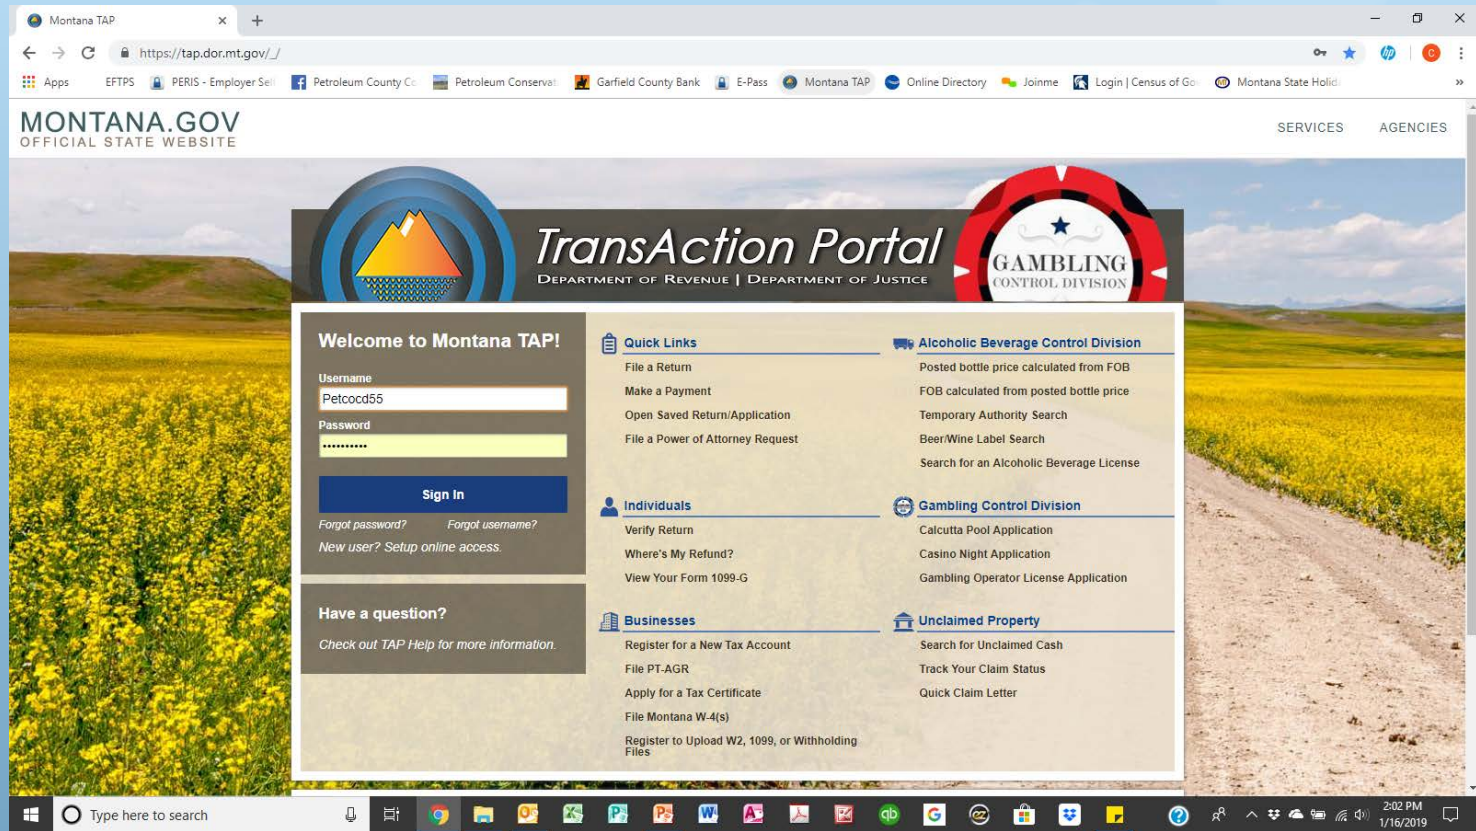 Montana TAP
https://tap.dor.mt.gov/_/
Apps
EFTPS
PERIS - Employer Sel
Petroleum County Co
Petroleum Conservat
Garfield County Bank
E-Pass
Montana TAP
Online Directory
Joinme
Login | Census of Go
Montana State Holid
MONTANA.GOV
OFFICIAL STATE WEBSITE
SERVICES
AGENCIES
TransAction Portal
DEPARTMENT OF REVENUE | DEPARTMENT OF JUSTICE
GAMBLING
CONTROL DIVISION
Welcome to Montana TAP!
Username
Petcocd55
Password
••••••••••
Sign In
Forgot password?
Forgot username?
New user? Setup online access.
Have a question?
Check out TAP Help for more information.
Quick Links
File a Return
Make a Payment
Open Saved Return/Application
File a Power of Attorney Request
Alcoholic Beverage Control Division
Posted bottle price calculated from FOB
FOB calculated from posted bottle price
Temporary Authority Search
Beer/Wine Label Search
Search for an Alcoholic Beverage License
Individuals
Verify Return
Where's My Refund?
View Your Form 1099-G
Gambling Control Division
Calcutta Pool Application
Casino Night Application
Gambling Operator License Application
Businesses
Register for a New Tax Account
File PT-AGR
Apply for a Tax Certificate
File Montana W-4(s)
Register to Upload W2, 1099, or Withholding
Files
Unclaimed Property
Search for Unclaimed Cash
Track Your Claim Status
Quick Claim Letter
Type here to search
2:02 PM
1/16/2019